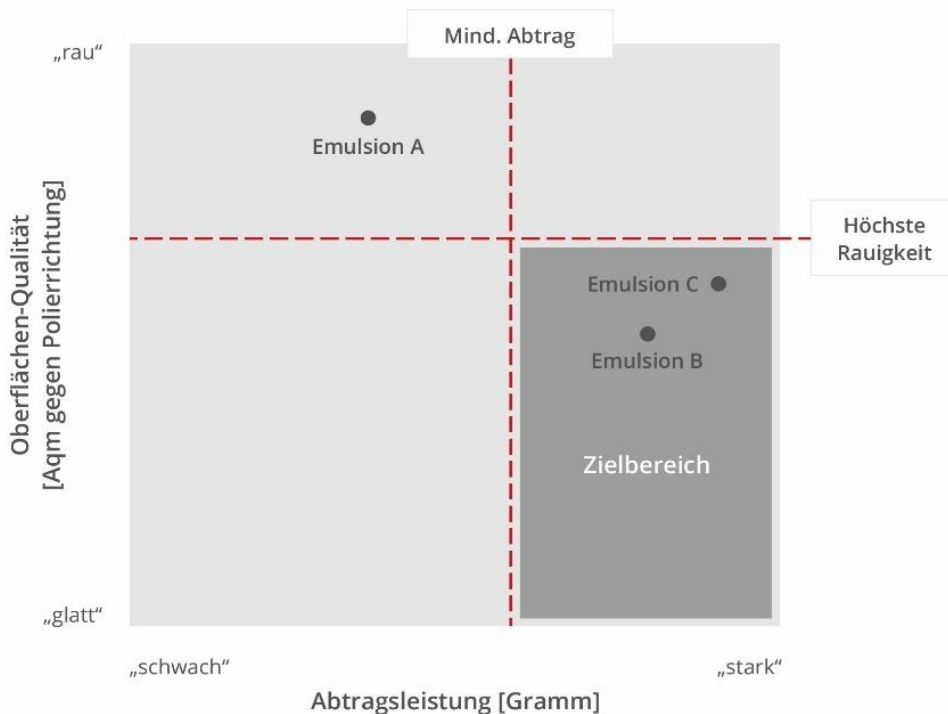 Mind. Abtrag
„rau“
Emulsion A
Höchste
Rauigkeit
Oberflächen-Qualität
[Aqm gegen Polierrichtung]
Emulsion C
Emulsion B
Zielbereich
„glatt“
„schwach“
„stark“
Abtragsleistung [Gramm]